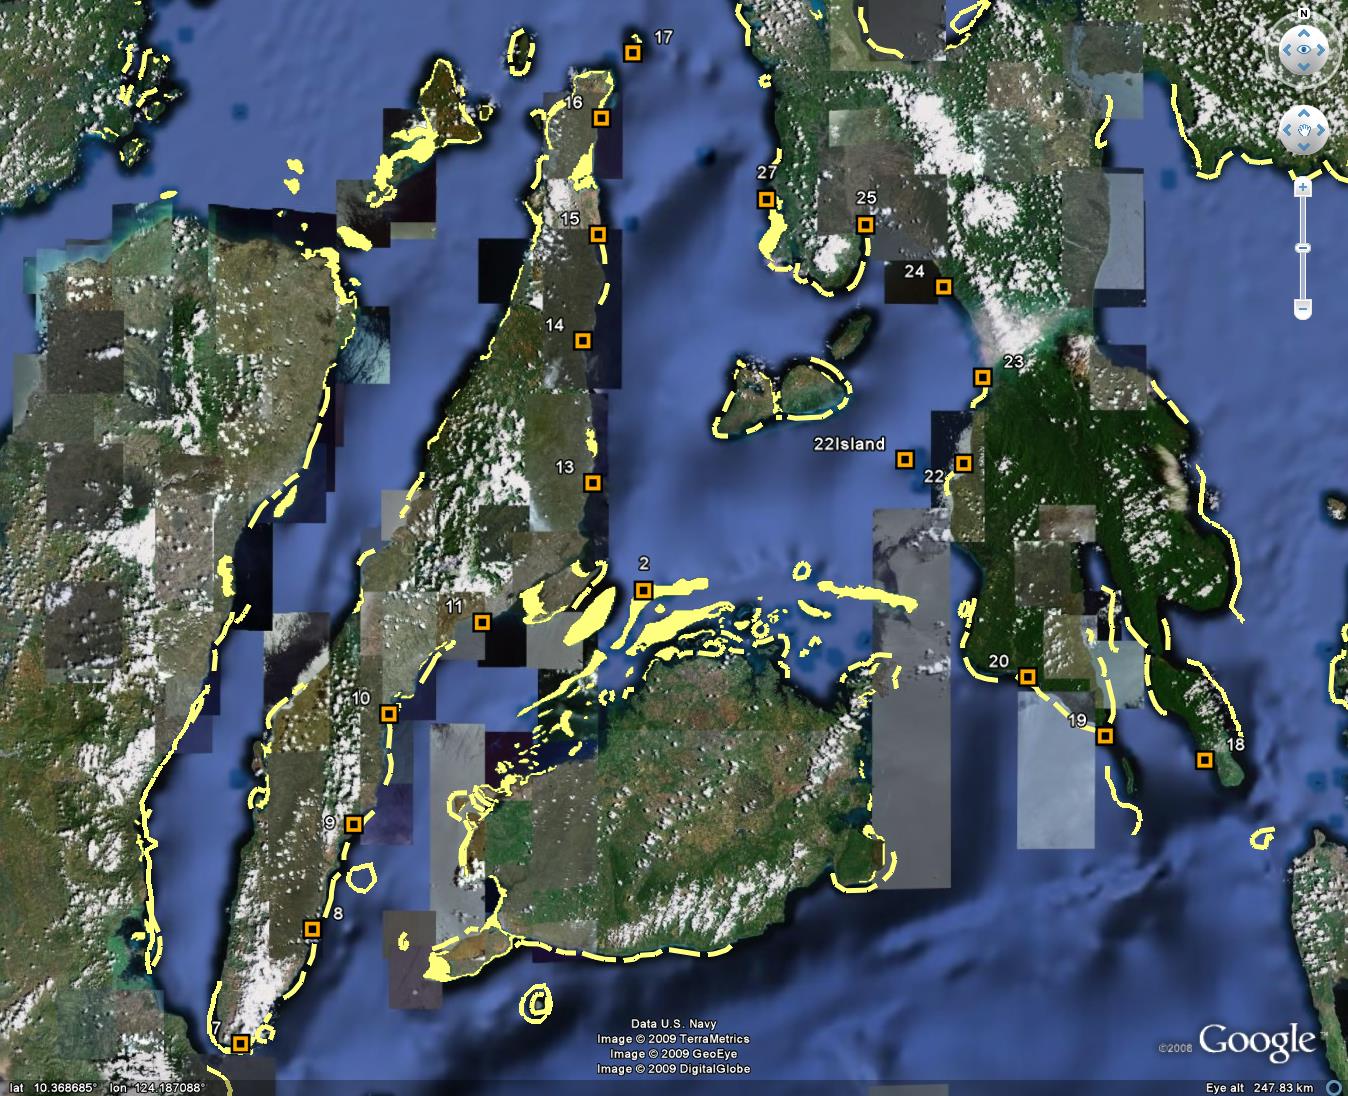 N
17
16
27
25
15
24
14
23
22Island
13
22
2
11
20
10
19
18
9
8
7
Data U.S. Navy
Image © 2009 TerraMetrics
Image © 2009 GeoEye
Image © 2009 DigitalGlobe
©2008 Google™
lat 10.368685° lon 124.187088°
Eye alt 247.83 km